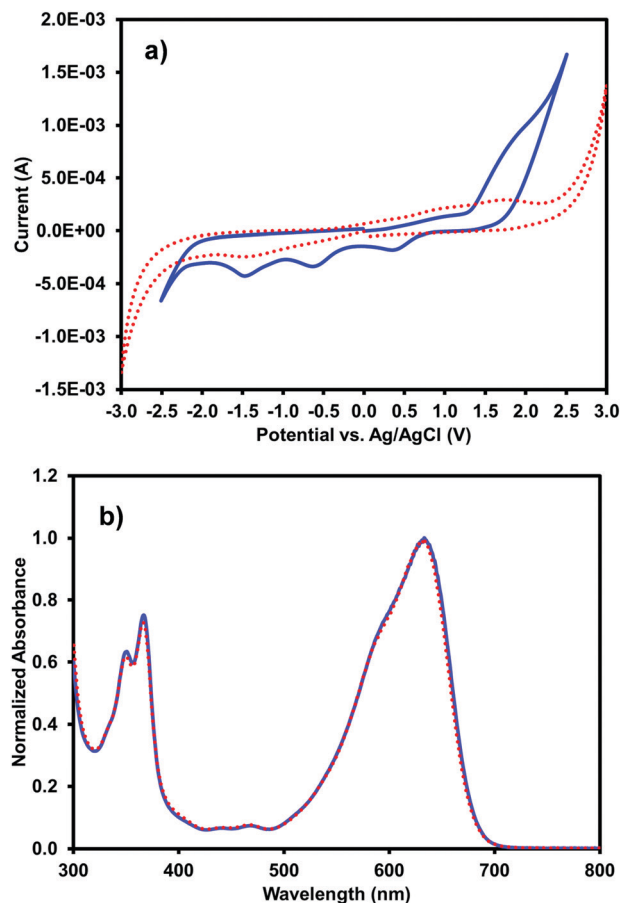 a)
Current (A)
2.0E-03
1.5E-03
1.0E-03
5.0E-04
0.0E+00
-5.0E-04
-1.0E-03
-1.5E-03
-3.0 -2.5 -2.0 -1.5 -1.0 -0.5 0.0 0.5 1.0 1.5 2.0 2.5 3.0
Potential vs. Ag/AgCl (V)
b)
Normalized Absorbance
1.2
1.0
0.8
0.6
0.4
0.2
0.0
300 400 500 600 700 800
Wavelength (nm)